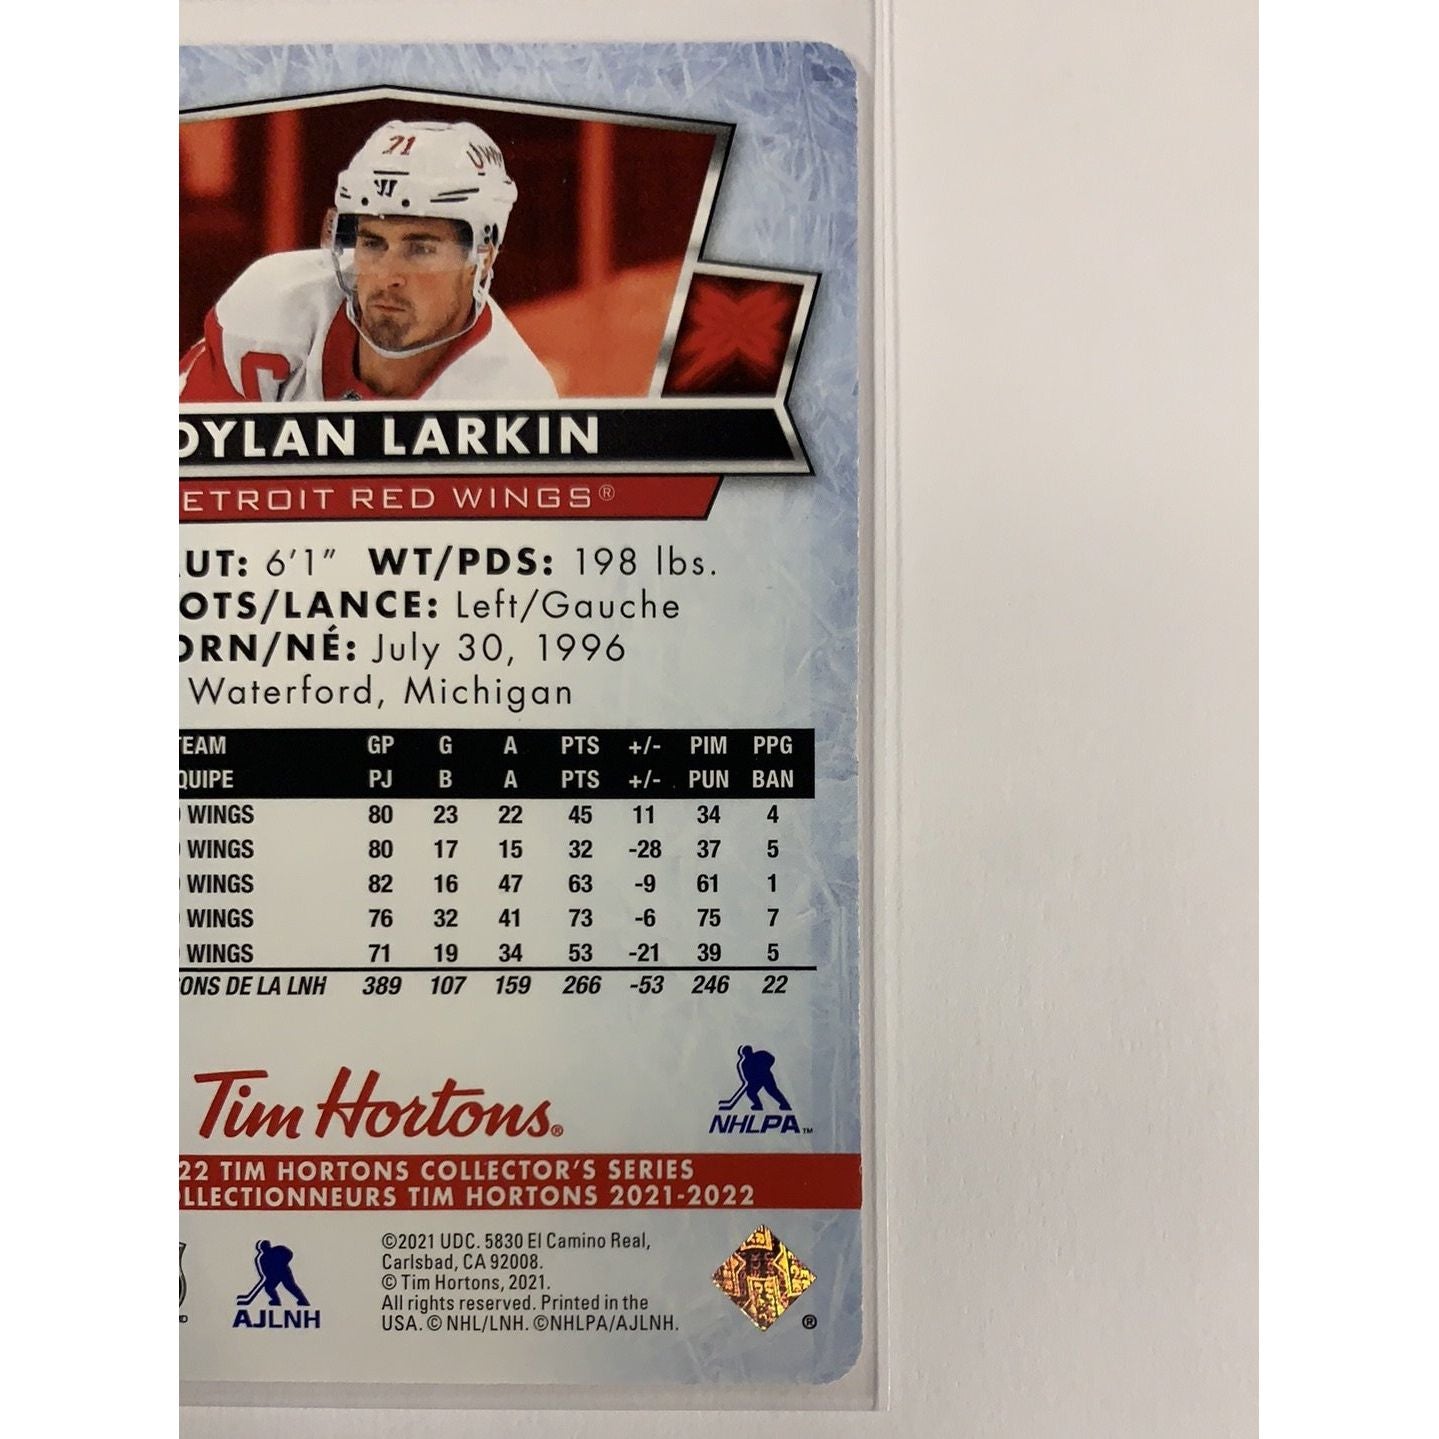 71
DYLAN LARKIN
ETROIT RED WINGS®
UT: 6'1" WT/PDS: 198 lbs.
OTS/LANCE: Left/Gauche
ORN/NÉ: July 30, 1996
Waterford, Michigan
EAM GP G A PTS +/- PIM PPG
QUIPE PJ B A PTS +/- PUN BAN
WINGS 80 23 22 45 11 34 4
WINGS 80 17 15 32 -28 37 5
WINGS 82 16 47 63 -9 61 1
WINGS 76 32 41 73 -6 75 7
WINGS 71 19 34 53 -21 39 5
ONS DE LA LNH 389 107 159 266 -53 246 22
Tim Hortons®
NHLPA™
22 TIM HORTONS COLLECTOR'S SERIES
OLLECTIONNEURS TIM HORTONS 2021-2022
AJLNH
©2021 UDC. 5830 El Camino Real,
Carlsbad, CA 92008.
© Tim Hortons, 2021.
All rights reserved. Printed in the
USA. © NHL/LNH. ©NHLPA/AJLNH.
®